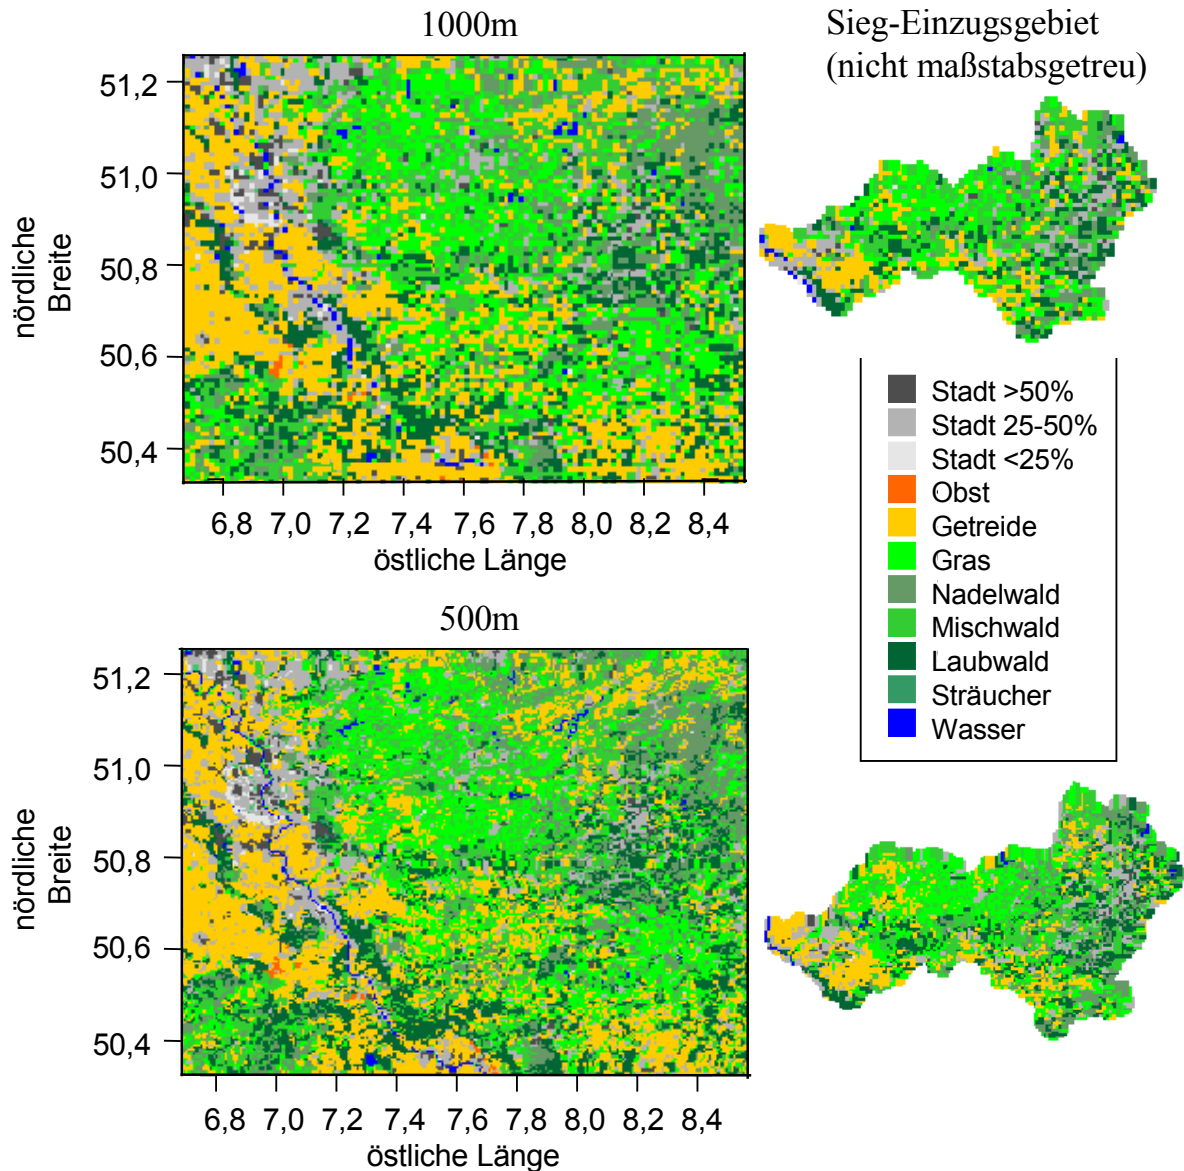 1000m
Sieg-Einzugsgebiet
(nicht maßstabsgetreu)
51,2
51,0
50,8
50,6
50,4
nördliche
Breite
6,8 7,0 7,2 7,4 7,6 7,8 8,0 8,2 8,4
östliche Länge
Stadt >50%
Stadt 25-50%
Stadt <25%
Obst
Getreide
Gras
Nadelwald
Mischwald
Laubwald
Sträucher
Wasser
500m
51,2
51,0
50,8
50,6
50,4
nördliche
Breite
6,8 7,0 7,2 7,4 7,6 7,8 8,0 8,2 8,4
östliche Länge